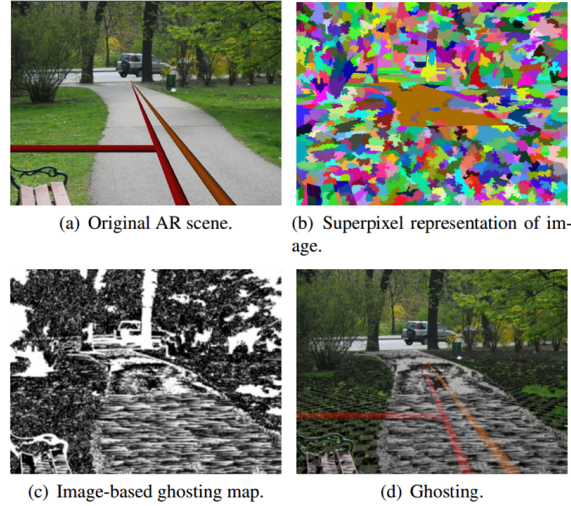 (a) Original AR scene.
(b) Superpixel representation of im-
age.
(c) Image-based ghosting map.
(d) Ghosting.